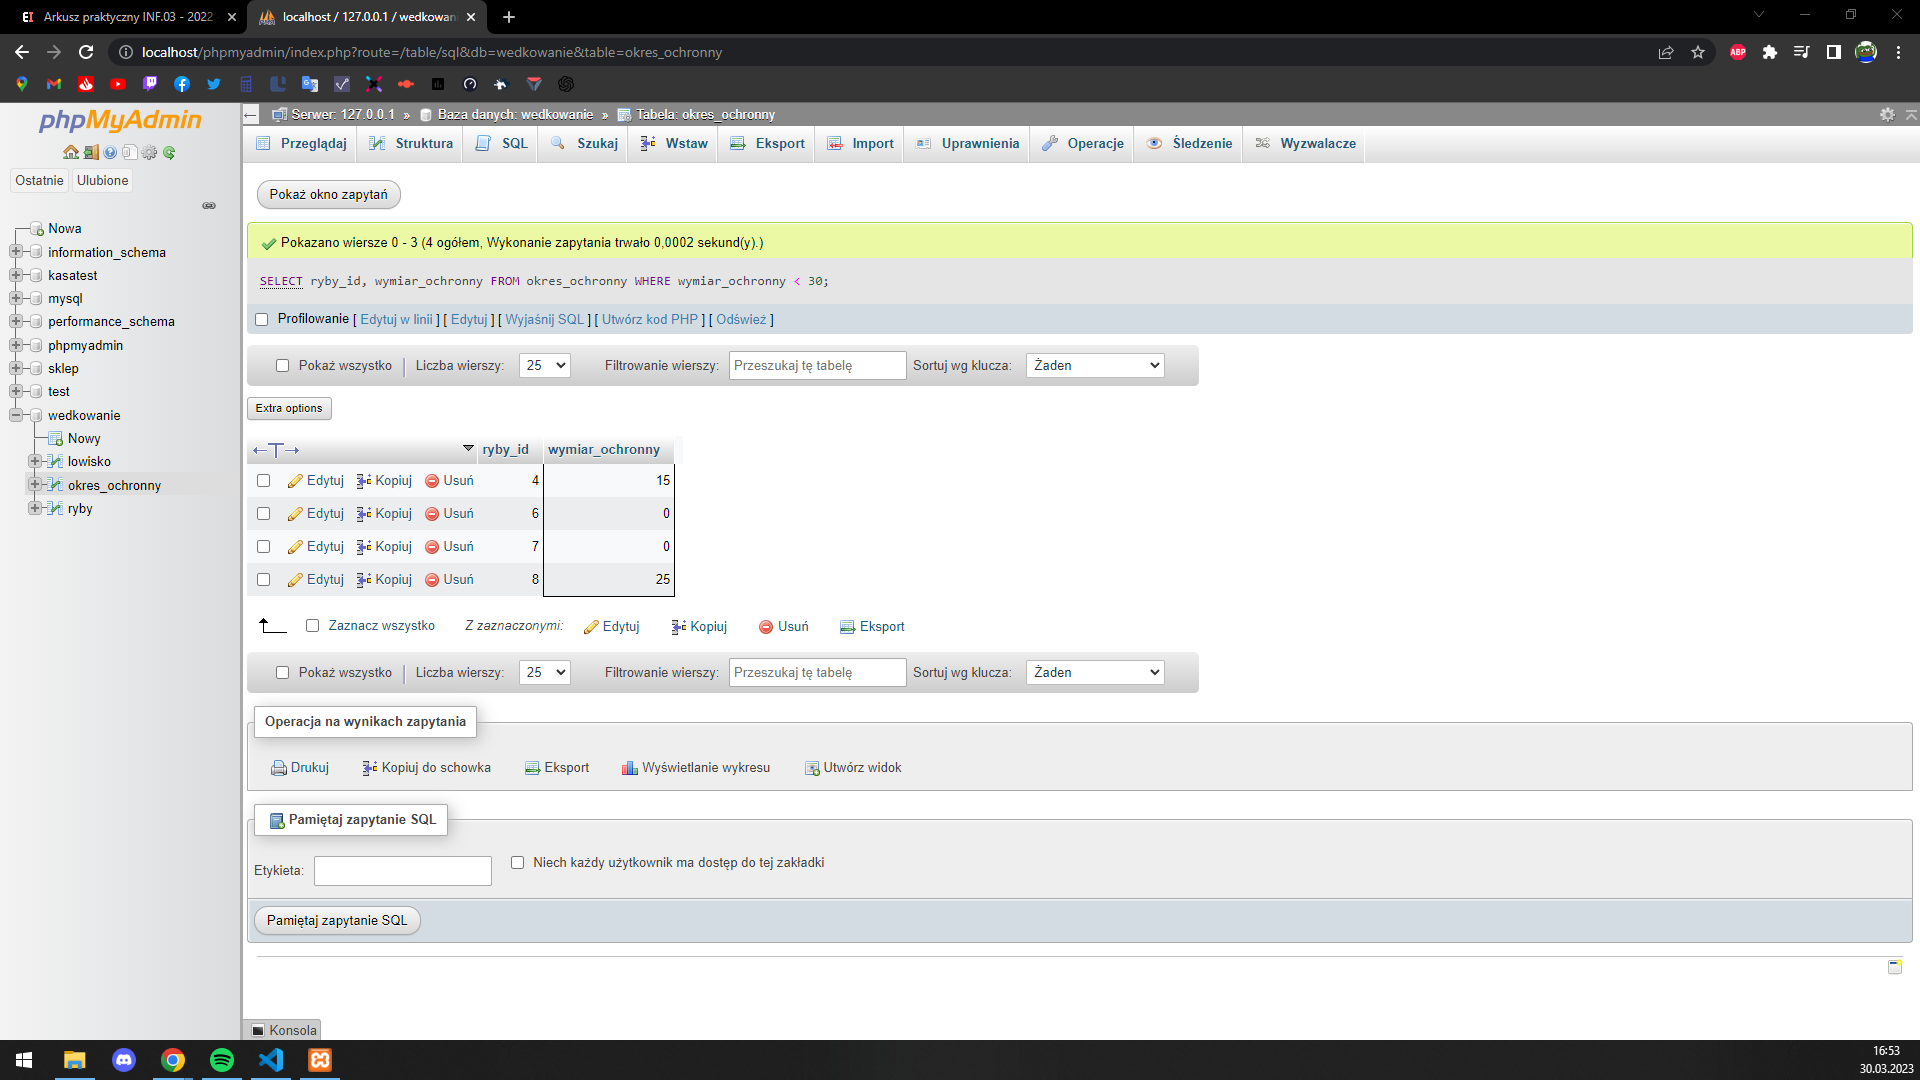 Arkusz praktyczny INF.03 - 2022
localhost / 127.0.0.1 / wedkowani
localhost/phpmyadmin/index.php?route=/table/sql&db=wedkowanie&table=okres_ochronny
phpMyAdmin
Ostatnie Ulubione
Nowa
information_schema
kasatest
mysql
performance_schema
phpmyadmin
sklep
test
wedkowanie
Nowy
lowisko
okres_ochronny
ryby
Serwer: 127.0.0.1 » Baza danych: wedkowanie » Tabela: okres_ochronny
Przeglądaj Struktura SQL Szukaj Wstaw Eksport Import Uprawnienia Operacje Śledzenie Wyzwalacze
Pokaż okno zapytań
Pokazano wiersze 0 - 3 (4 ogółem, Wykonanie zapytania trwało 0,0002 sekund(y).)
SELECT ryby_id, wymiar_ochronny FROM okres_ochronny WHERE wymiar_ochronny < 30;
Profilowanie [ Edytuj w linii ] [ Edytuj ] [ Wyjaśnij SQL ] [ Utwórz kod PHP ] [ Odśwież ]
Pokaż wszystko Liczba wierszy: 25 Filtrowanie wierszy: Przeszukaj tę tabelę Sortuj wg klucza: Żaden
Extra options
ryby_id wymiar_ochronny
Edytuj Kopiuj Usuń 4 15
Edytuj Kopiuj Usuń 6 0
Edytuj Kopiuj Usuń 7 0
Edytuj Kopiuj Usuń 8 25
Zaznacz wszystko Z zaznaczonymi: Edytuj Kopiuj Usuń Eksport
Pokaż wszystko Liczba wierszy: 25 Filtrowanie wierszy: Przeszukaj tę tabelę Sortuj wg klucza: Żaden
Operacja na wynikach zapytania
Drukuj Kopiuj do schowka Eksport Wyświetlanie wykresu Utwórz widok
Pamiętaj zapytanie SQL
Etykieta: Niech każdy użytkownik ma dostęp do tej zakładki
Pamiętaj zapytanie SQL
Konsola
16:53
30.03.2023